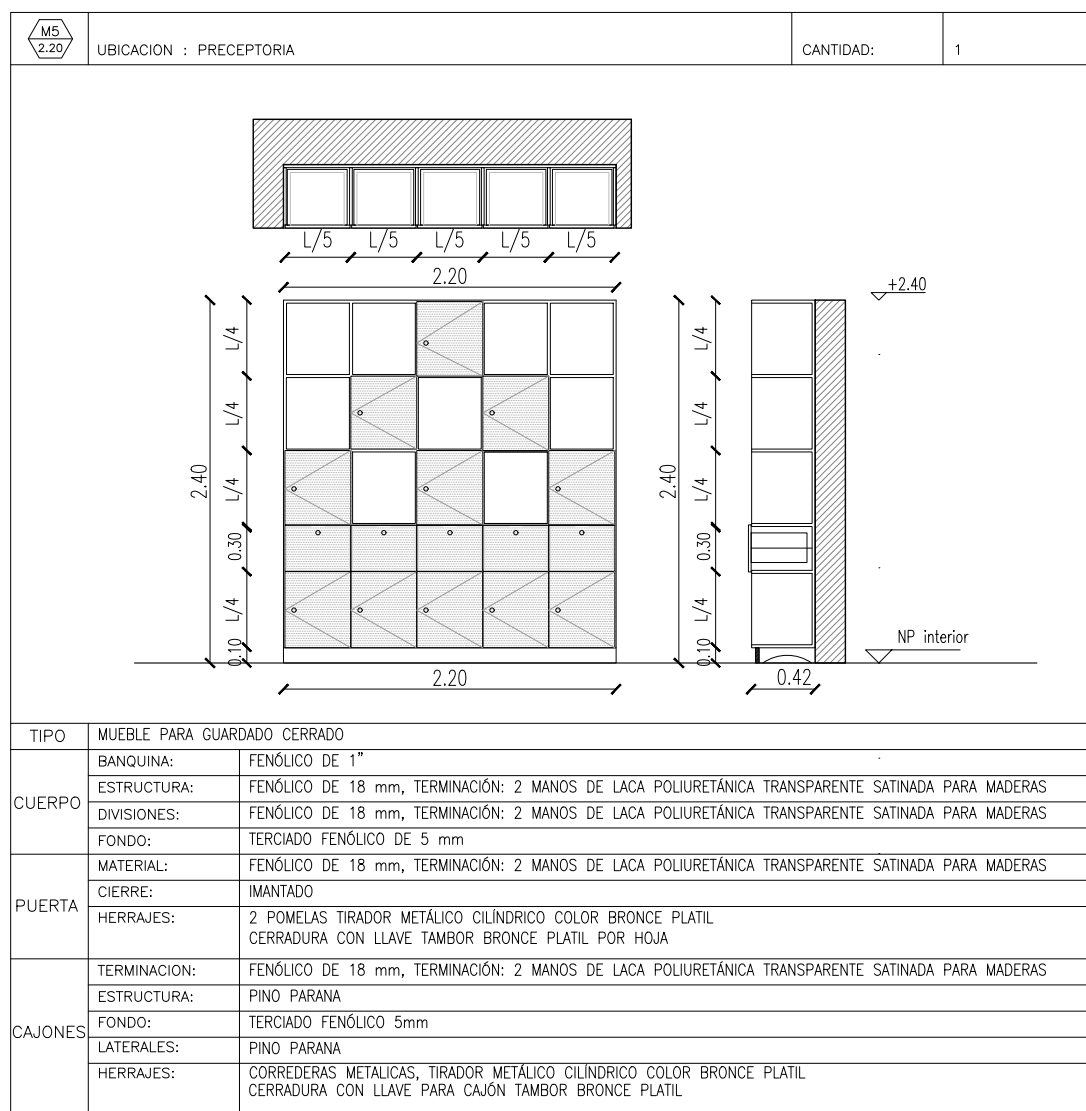 M5
2.20
UBICACION : PRECEPTORIA
CANTIDAD:
1
L/5 L/5 L/5 L/5 L/5
2.20
+2.40
L/4
L/4
L/4
0.30
L/4
0.10
2.40
2.40
L/4
L/4
L/4
0.30
L/4
0.10
NP interior
2.20
0.42
TIPO MUEBLE PARA GUARDADO CERRADO
CUERPO
BANQUINA: FENÓLICO DE 1”
ESTRUCTURA: FENÓLICO DE 18 mm, TERMINACIÓN: 2 MANOS DE LACA POLIURETÁNICA TRANSPARENTE SATINADA PARA MADERAS
DIVISIONES: FENÓLICO DE 18 mm, TERMINACIÓN: 2 MANOS DE LACA POLIURETÁNICA TRANSPARENTE SATINADA PARA MADERAS
FONDO: TERCIADO FENÓLICO DE 5 mm
PUERTA
MATERIAL: FENÓLICO DE 18 mm, TERMINACIÓN: 2 MANOS DE LACA POLIURETÁNICA TRANSPARENTE SATINADA PARA MADERAS
CIERRE: IMANTADO
HERRAJES: 2 POMELAS TIRADOR METÁLICO CILÍNDRICO COLOR BRONCE PLATIL
CERRADURA CON LLAVE TAMBOR BRONCE PLATIL POR HOJA
CAJONES
TERMINACION: FENÓLICO DE 18 mm, TERMINACIÓN: 2 MANOS DE LACA POLIURETÁNICA TRANSPARENTE SATINADA PARA MADERAS
ESTRUCTURA: PINO PARANA
FONDO: TERCIADO FENÓLICO 5mm
LATERALES: PINO PARANA
HERRAJES: CORREDERAS METALICAS, TIRADOR METÁLICO CILÍNDRICO COLOR BRONCE PLATIL
CERRADURA CON LLAVE PARA CAJÓN TAMBOR BRONCE PLATIL